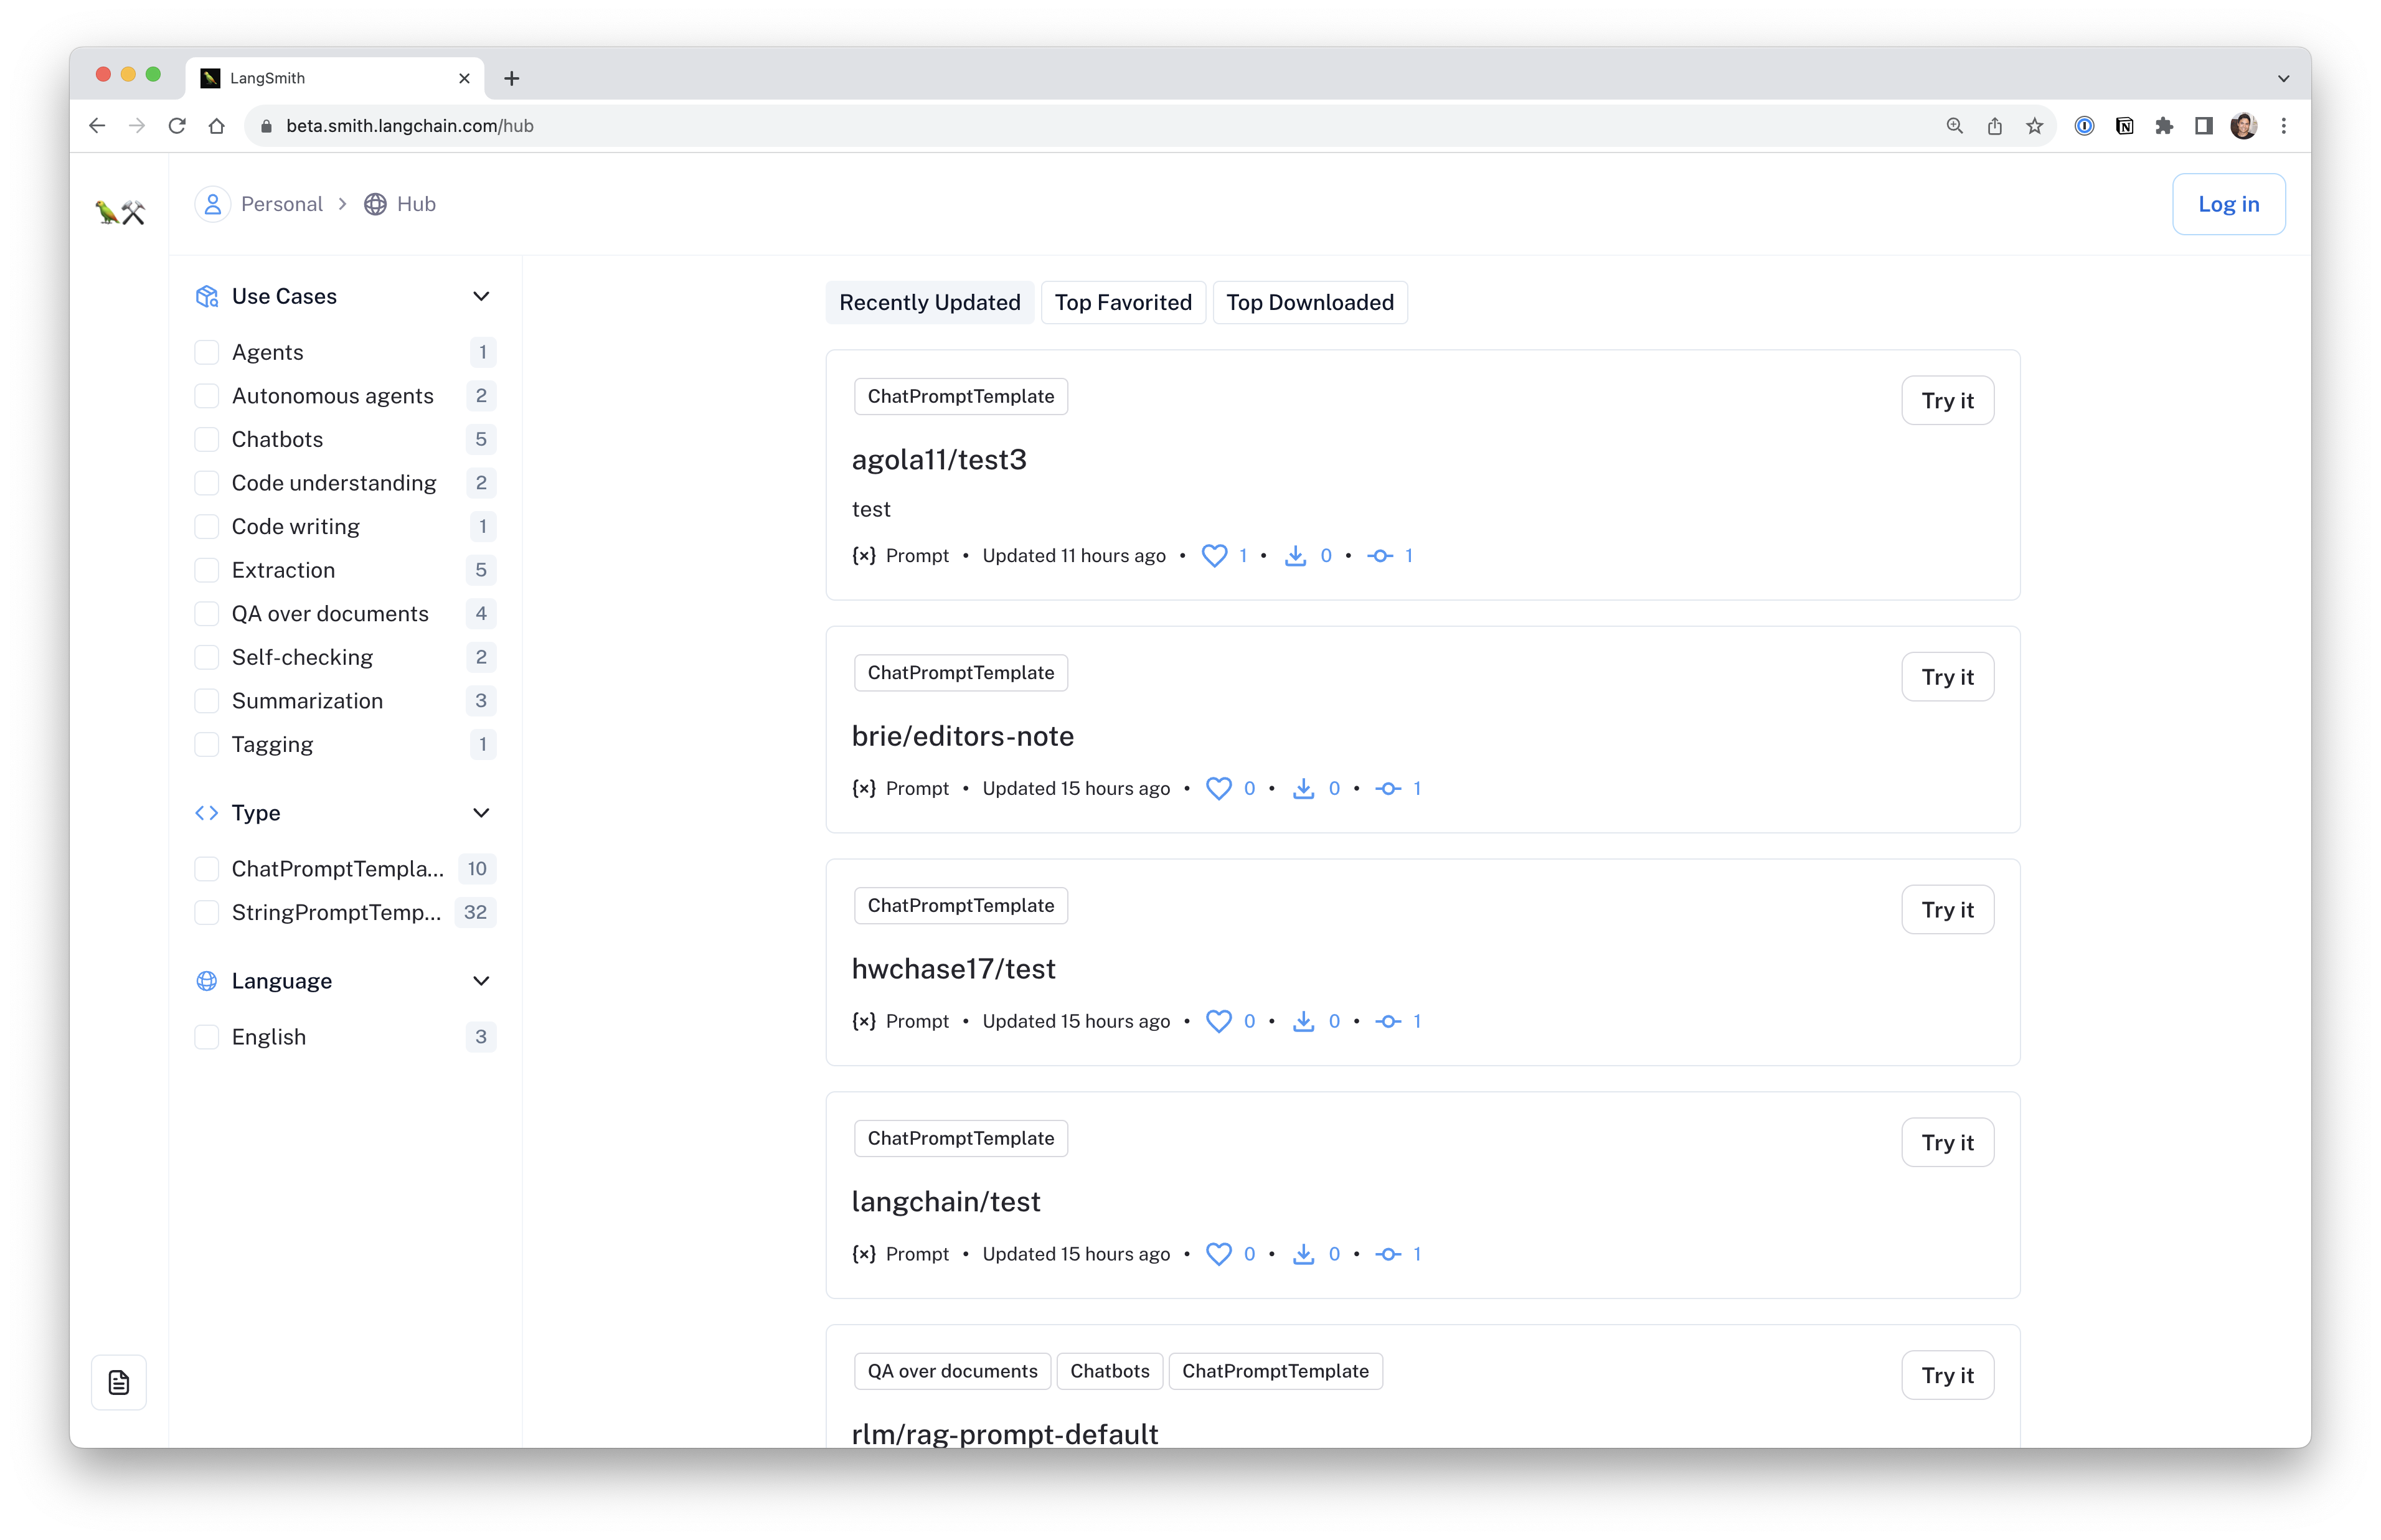 LangSmith
beta.smith.langchain.com/hub
Personal
Hub
Log in
Use Cases
Agents 1
Autonomous agents 2
Chatbots 5
Code understanding 2
Code writing 1
Extraction 5
QA over documents 4
Self-checking 2
Summarization 3
Tagging 1
Type
ChatPromptTempla... 10
StringPromptTemp... 32
Language
English 3
Recently Updated Top Favorited Top Downloaded
ChatPromptTemplate
Try it
agola11/test3
test
{×} Prompt • Updated 11 hours ago • 1 • 0 • 1
ChatPromptTemplate
Try it
brie/editors-note
{×} Prompt • Updated 15 hours ago • 0 • 0 • 1
ChatPromptTemplate
Try it
hwchase17/test
{×} Prompt • Updated 15 hours ago • 0 • 0 • 1
ChatPromptTemplate
Try it
langchain/test
{×} Prompt • Updated 15 hours ago • 0 • 0 • 1
QA over documents Chatbots ChatPromptTemplate
Try it
rlm/rag-prompt-default